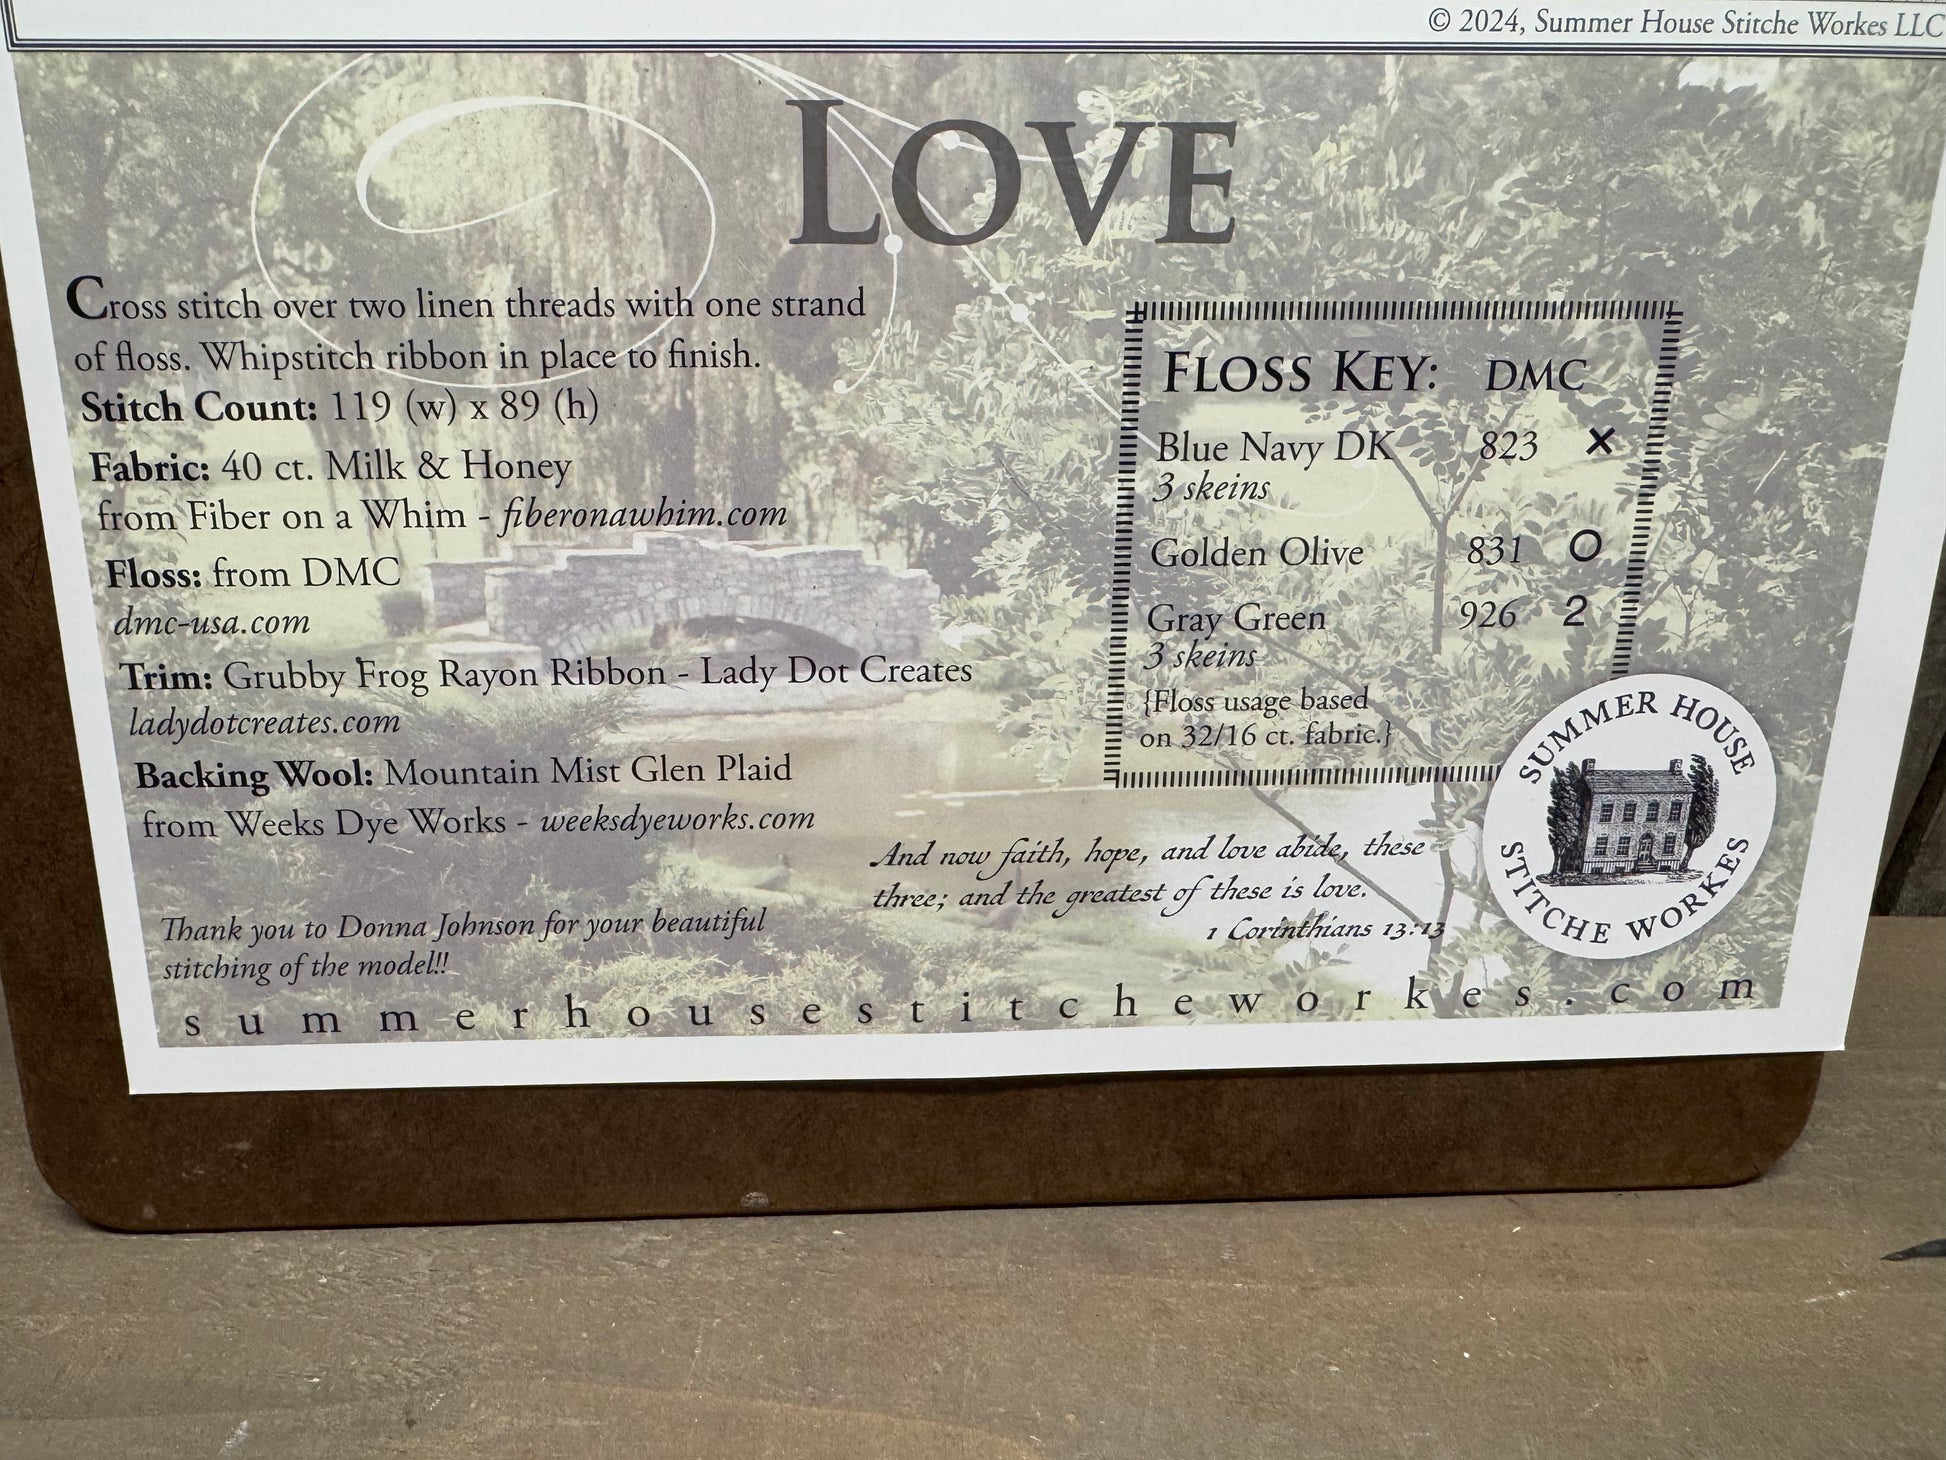 © 2024, Summer House Stitche Workes LLC
LOVE
Cross stitch over two linen threads with one strand
of floss. Whipstitch ribbon in place to finish.
Stitch Count: 119 (w) x 89 (h)
Fabric: 40 ct. Milk & Honey
from Fiber on a Whim - fiberonawhim.com
Floss: from DMC
dmc-usa.com
Trim: Grubby Frog Rayon Ribbon - Lady Dot Creates
ladydotcreates.com
Backing Wool: Mountain Mist Glen Plaid
from Weeks Dye Works - weeksdyeworks.com
Thank you to Donna Johnson for your beautiful
stitching of the model!!
FLOSS KEY: DMC
Blue Navy DK 823 X
3 skeins
Golden Olive 831 O
Gray Green 926 2
3 skeins
{Floss usage based
on 32/16 ct. fabric.}
And now faith, hope, and love abide, these
three; and the greatest of these is love.
1 Corinthians 13:13
SUMMER HOUSE
STITCHE WORKES
summerhousestitcheworkes.com